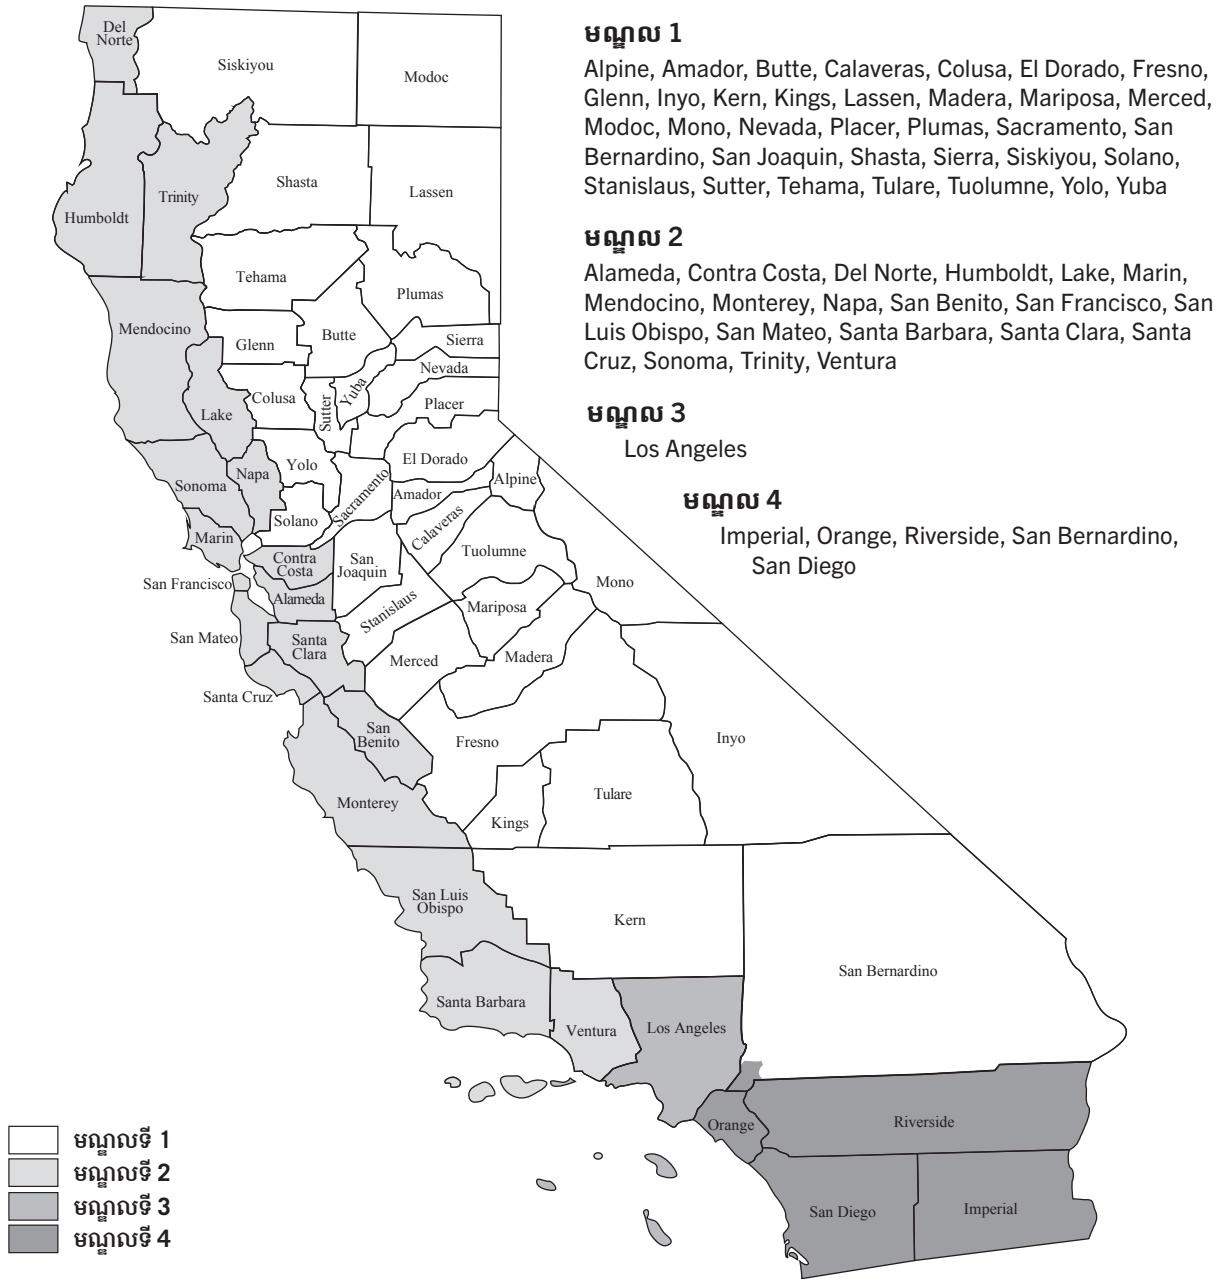 មណ្ឌល 1
Alpine, Amador, Butte, Calaveras, Colusa, El Dorado, Fresno,
Glenn, Inyo, Kern, Kings, Lassen, Madera, Mariposa, Merced,
Modoc, Mono, Nevada, Placer, Plumas, Sacramento, San
Bernardino, San Joaquin, Shasta, Sierra, Siskiyou, Solano,
Stanislaus, Sutter, Tehama, Tulare, Tuolumne, Yolo, Yuba
មណ្ឌល 2
Alameda, Contra Costa, Del Norte, Humboldt, Lake, Marin,
Mendocino, Monterey, Napa, San Benito, San Francisco, San
Luis Obispo, San Mateo, Santa Barbara, Santa Clara, Santa
Cruz, Sonoma, Trinity, Ventura
មណ្ឌល 3
Los Angeles
មណ្ឌល 4
Imperial, Orange, Riverside, San Bernardino,
San Diego
Del
Norte
Siskiyou
Modoc
Humboldt
Trinity
Shasta
Lassen
Tehama
Plumas
Mendocino
Glenn
Butte
Sierra
Nevada
Lake
Colusa
Sutter
Yuba
Placer
Sonoma
Napa
Yolo
El Dorado
Sacramento
Amador
Alpine
Solano
Calaveras
Marin
Contra
Costa
San
Joaquin
Tuolumne
Mono
San Francisco
Alameda
Stanislaus
Mariposa
San Mateo
Santa
Clara
Merced
Madera
Santa Cruz
San
Benito
Fresno
Inyo
Monterey
Kings
Tulare
San Luis
Obispo
Kern
San Bernardino
Santa Barbara
Ventura
Los Angeles
Orange
Riverside
San Diego
Imperial
មណ្ឌលទី 1
មណ្ឌលទី 2
មណ្ឌលទី 3
មណ្ឌលទី 4